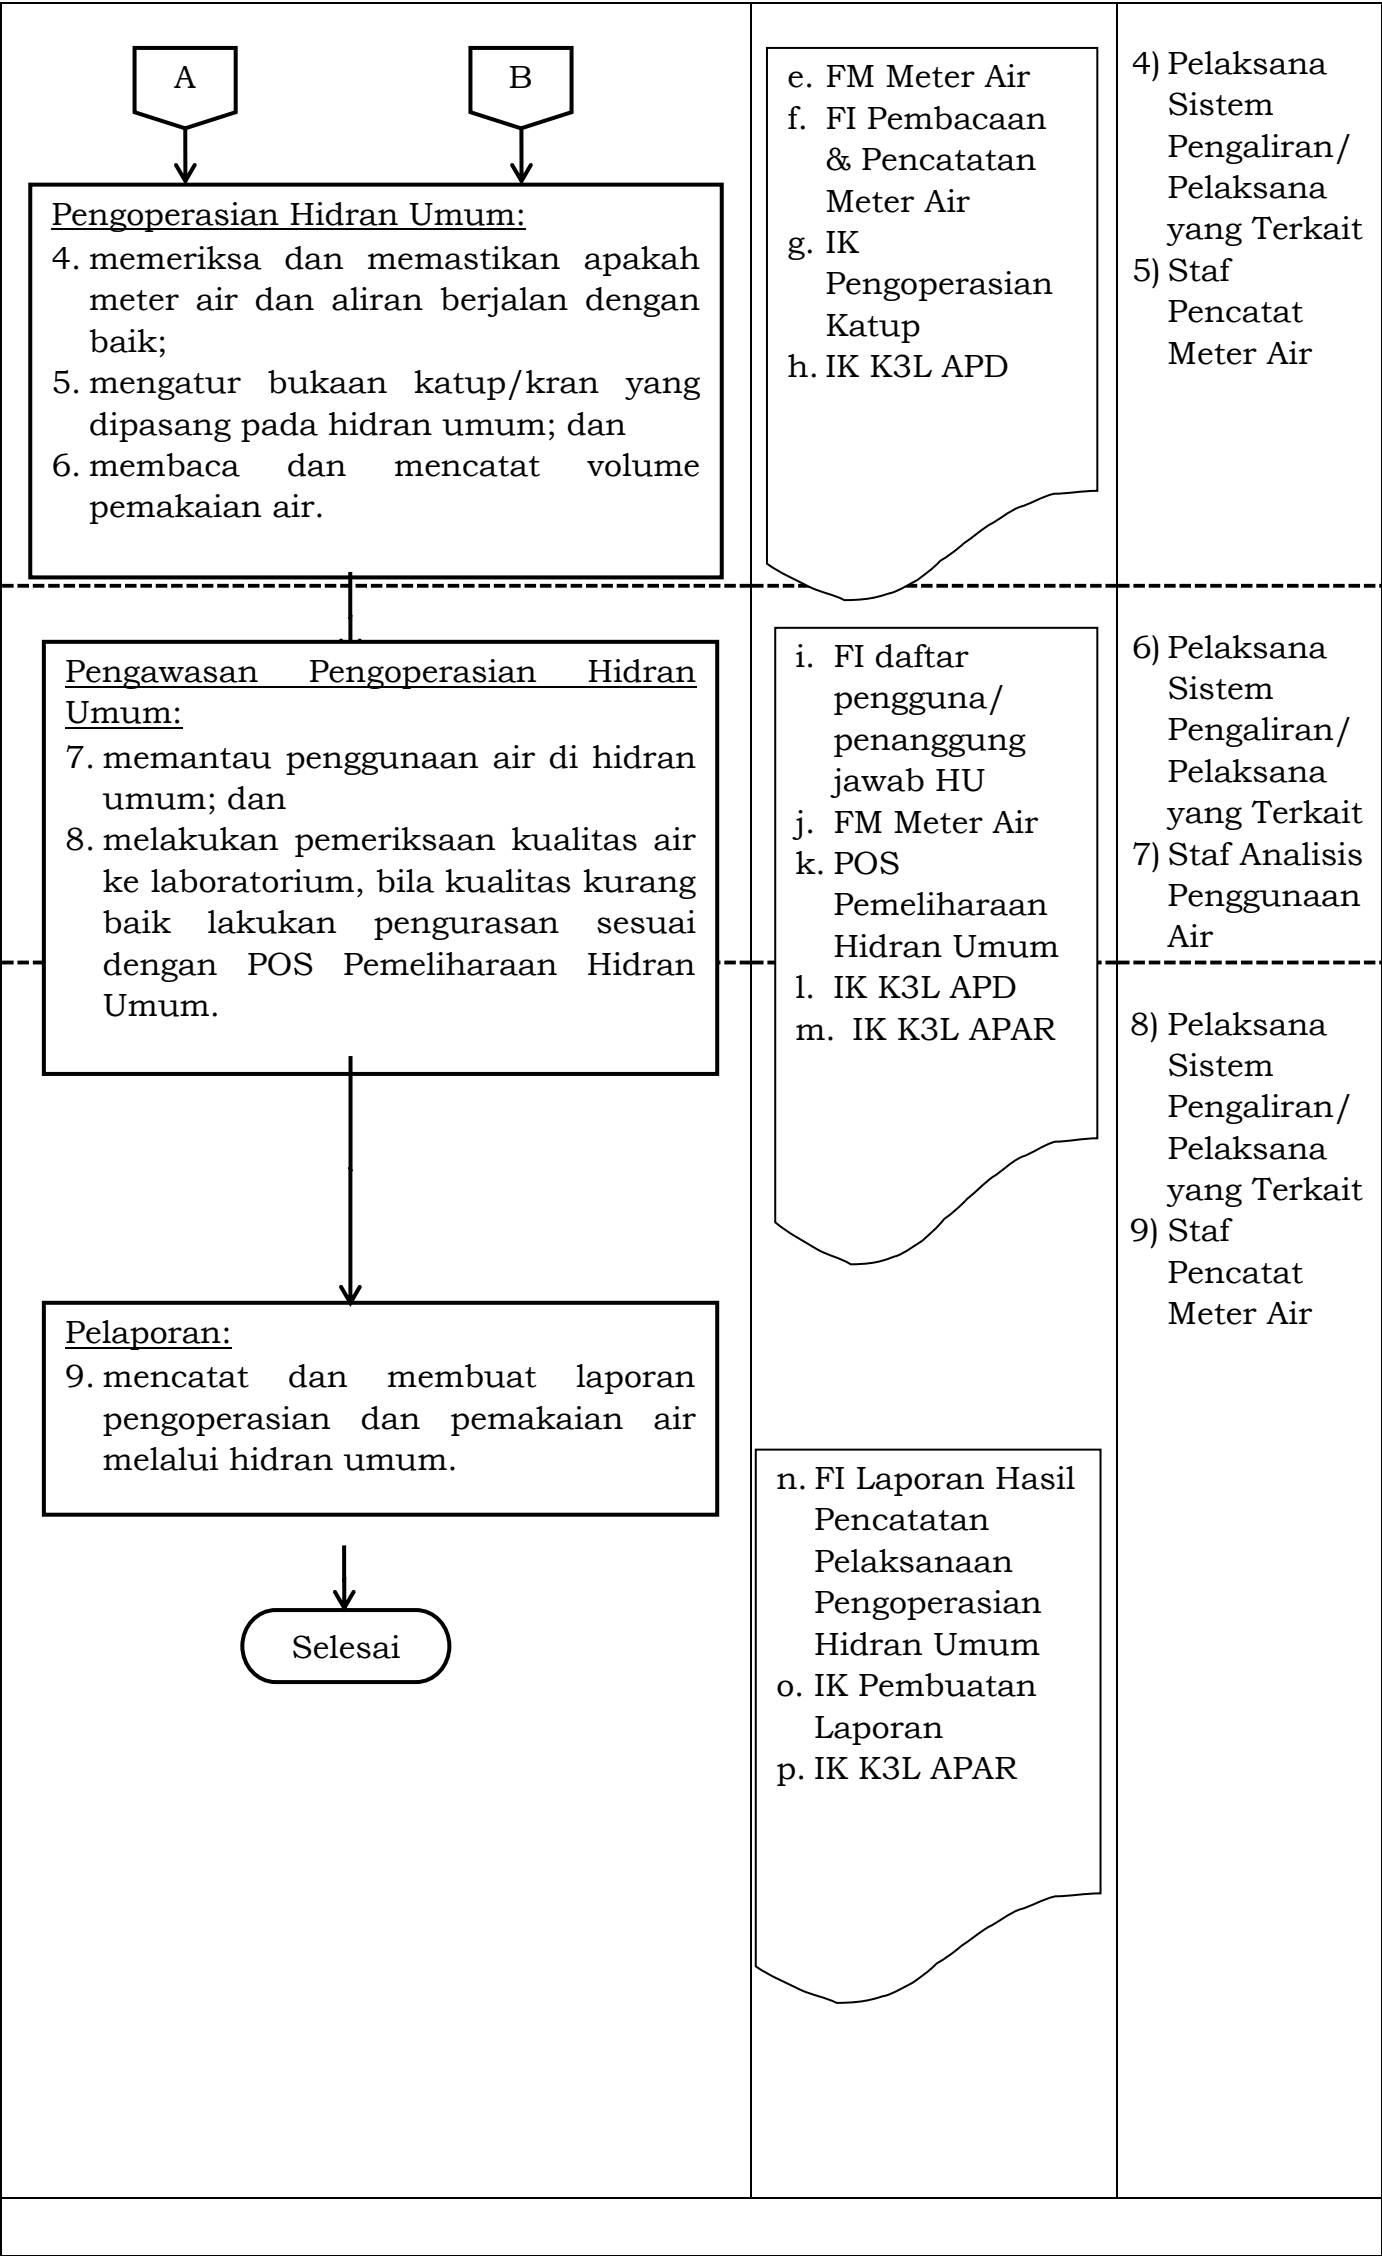 A
B
Pengoperasian Hidran Umum:
4. memeriksa dan memastikan apakah
meter air dan aliran berjalan dengan
baik;
5. mengatur bukaan katup/kran yang
dipasang pada hidran umum; dan
6. membaca dan mencatat volume
pemakaian air.
e. FM Meter Air
f. FI Pembacaan
& Pencatatan
Meter Air
g. IK
Pengoperasian
Katup
h. IK K3L APD
4) Pelaksana
Sistem
Pengaliran/
Pelaksana
yang Terkait
5) Staf
Pencatat
Meter Air
Pengawasan Pengoperasian Hidran
Umum:
7. memantau penggunaan air di hidran
umum; dan
8. melakukan pemeriksaan kualitas air
ke laboratorium, bila kualitas kurang
baik lakukan pengurasan sesuai
dengan POS Pemeliharaan Hidran
Umum.
i. FI daftar
pengguna/
penanggung
jawab HU
j. FM Meter Air
k. POS
Pemeliharaan
Hidran Umum
l. IK K3L APD
m. IK K3L APAR
6) Pelaksana
Sistem
Pengaliran/
Pelaksana
yang Terkait
7) Staf Analisis
Penggunaan
Air
8) Pelaksana
Sistem
Pengaliran/
Pelaksana
yang Terkait
9) Staf
Pencatat
Meter Air
Pelaporan:
9. mencatat dan membuat laporan
pengoperasian dan pemakaian air
melalui hidran umum.
n. FI Laporan Hasil
Pencatatan
Pelaksanaan
Pengoperasian
Hidran Umum
o. IK Pembuatan
Laporan
p. IK K3L APAR
Selesai